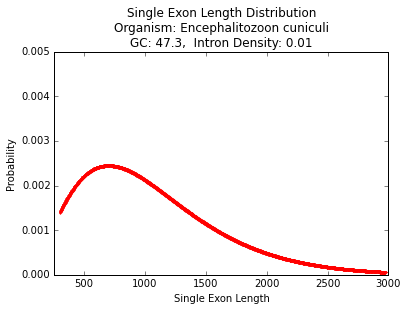 Single Exon Length Distribution
Organism: Encephalitozoon cuniculi
GC: 47.3,  Intron Density: 0.01
0.005
0.004
0.003
0.002
0.001
0.000
Probability
500 1000 1500 2000 2500 3000
Single Exon Length